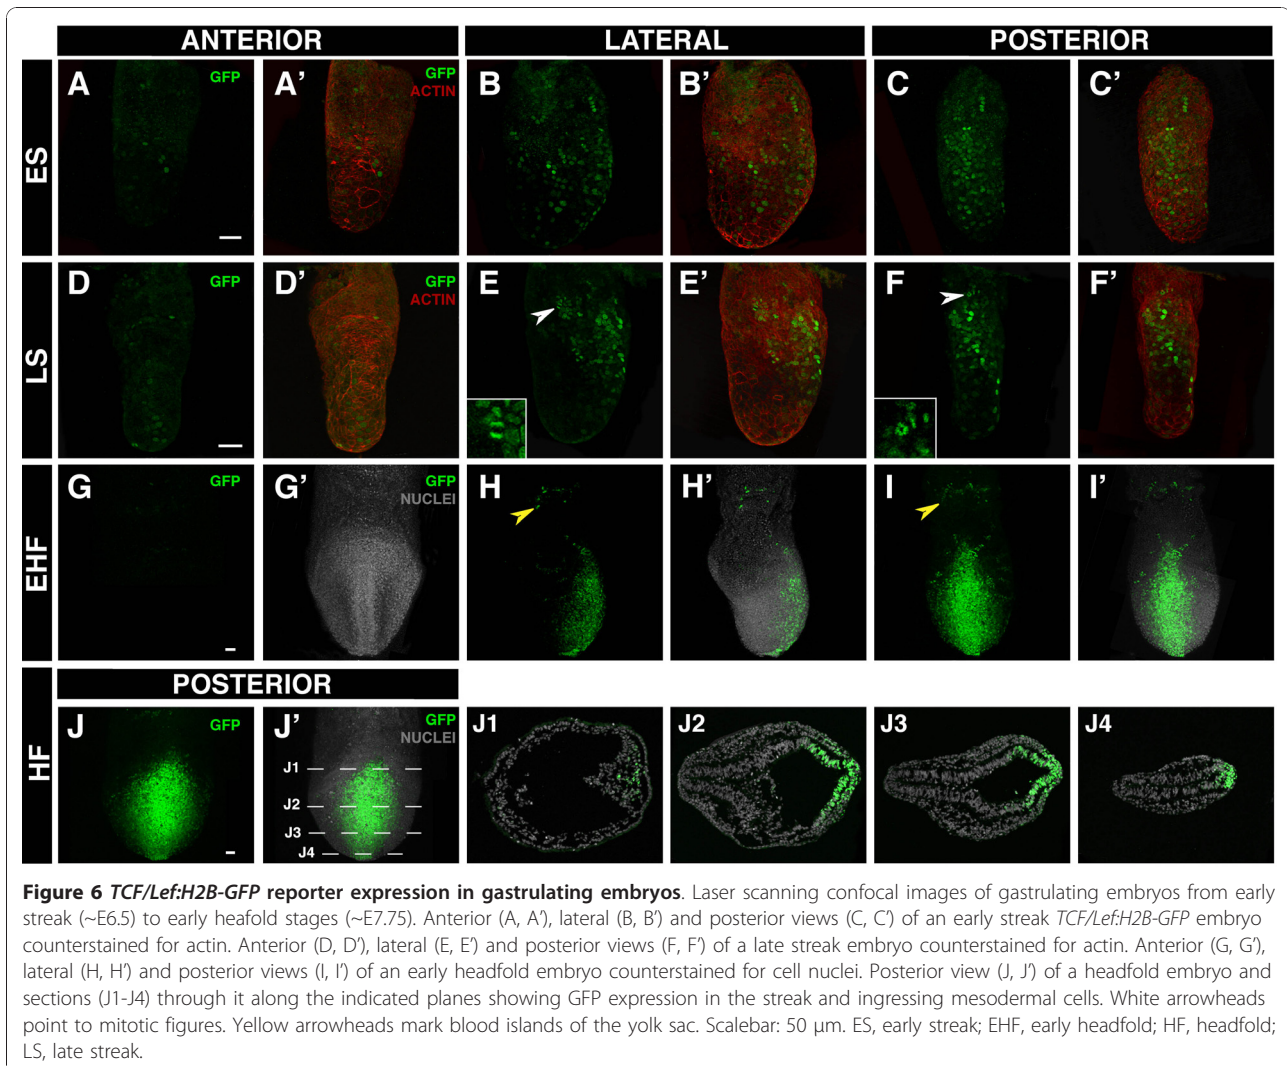 ANTERIOR LATERAL POSTERIOR
ES A GFP A’ GFP ACTIN B B’ C C’
LS D GFP D’ GFP ACTIN E E’ F F’
EHF G GFP G’ GFP NUCLEI H H’ I I’
POSTERIOR
HF J GFP J’ GFP NUCLEI J1 J2 J3 J4 J1 J2 J3 J4
Figure 6 TCF/Lef:H2B-GFP reporter expression in gastrulating embryos. Laser scanning confocal images of gastrulating embryos from early
streak (~E6.5) to early heafold stages (~E7.75). Anterior (A, A’), lateral (B, B’) and posterior views (C, C’) of an early streak TCF/Lef:H2B-GFP embryo
counterstained for actin. Anterior (D, D’), lateral (E, E’) and posterior views (F, F’) of a late streak embryo counterstained for actin. Anterior (G, G’),
lateral (H, H’) and posterior views (I, I’) of an early headfold embryo counterstained for cell nuclei. Posterior view (J, J’) of a headfold embryo and
sections (J1-J4) through it along the indicated planes showing GFP expression in the streak and ingressing mesodermal cells. White arrowheads
point to mitotic figures. Yellow arrowheads mark blood islands of the yolk sac. Scalebar: 50 μm. ES, early streak; EHF, early headfold; HF, headfold;
LS, late streak.